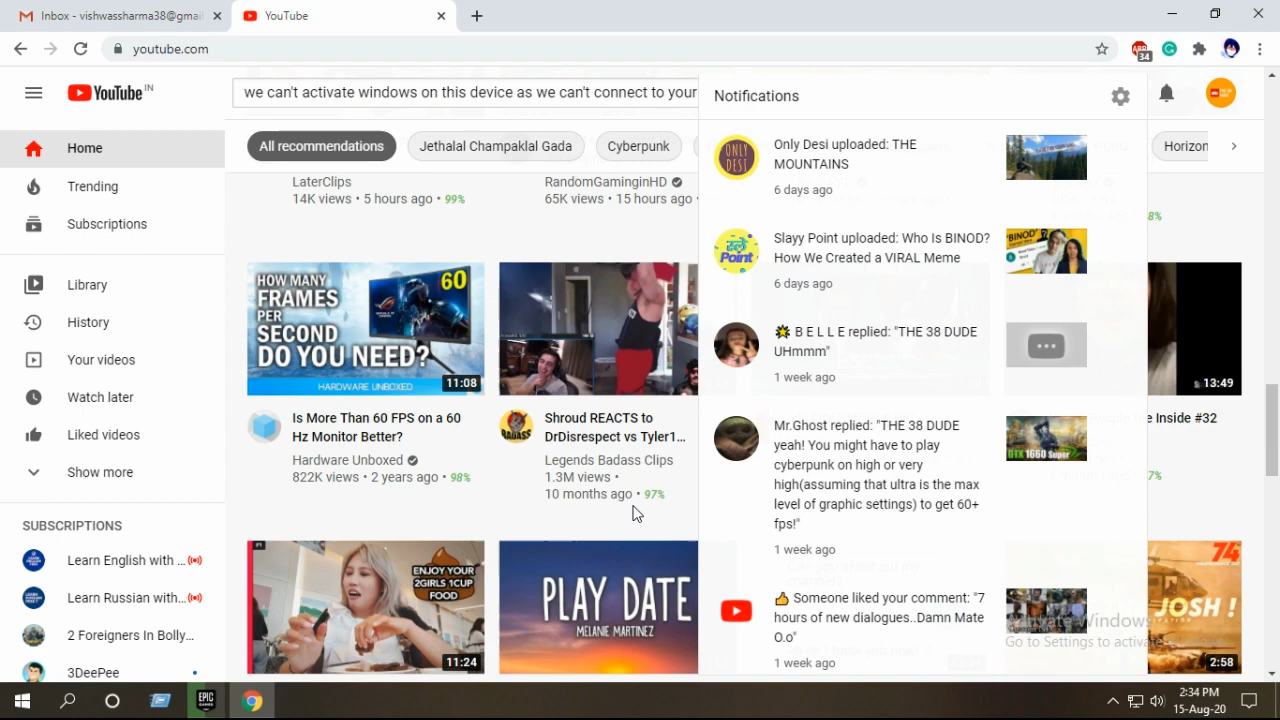 Inbox - vishwassharma38@gmai
YouTube
youtube.com
34
YouTube IN
we can't activate windows on this device as we can't connect to your
Notifications
All recommendations
Jethalal Champaklal Gada
Cyberpunk
Horizon
Home
Trending
Subscriptions
Library
History
Your videos
Watch later
Liked videos
Show more
SUBSCRIPTIONS
Learn English with ...
Learn Russian with...
2 Foreigners In Bolly...
3DeePee
LaterClips
14K views • 5 hours ago • 99%
RandomGaminginHD
65K views • 15 hours ago •
8%
HOW MANY
FRAMES
PER
SECOND
DO YOU NEED?
60
HARDWARE UNBOXED
11:08
Is More Than 60 FPS on a 60
Hz Monitor Better?
Hardware Unboxed
822K views • 2 years ago • 98%
BADASS
Shroud REACTS to
DrDisrespect vs Tyler1...
Legends Badass Clips
1.3M views •
10 months ago • 97%
13:49
the Inside #32
7%
#1
ENJOY YOUR
2GIRLS 1CUP
FOOD
11:24
PLAY DATE
MELANIE MARTINEZ
74
JOSH !
2:58
ONLY
DESI
Only Desi uploaded: THE
MOUNTAINS
6 days ago
Point
Slayy Point uploaded: Who Is BINOD?
How We Created a VIRAL Meme
6 days ago
'BINOD'
B E L L E replied: "THE 38 DUDE
UHmmm"
1 week ago
Mr.Ghost replied: "THE 38 DUDE
yeah! You might have to play
cyberpunk on high or very
high(assuming that ultra is the max
level of graphic settings) to get 60+
fps!"
1 week ago
GTX 1660 Super
Someone liked your comment: "7
hours of new dialogues..Damn Mate
O.o"
1 week ago
Activate Windows
Go to Settings to activate
EPIC
GAMES
2:34 PM
15-Aug-20